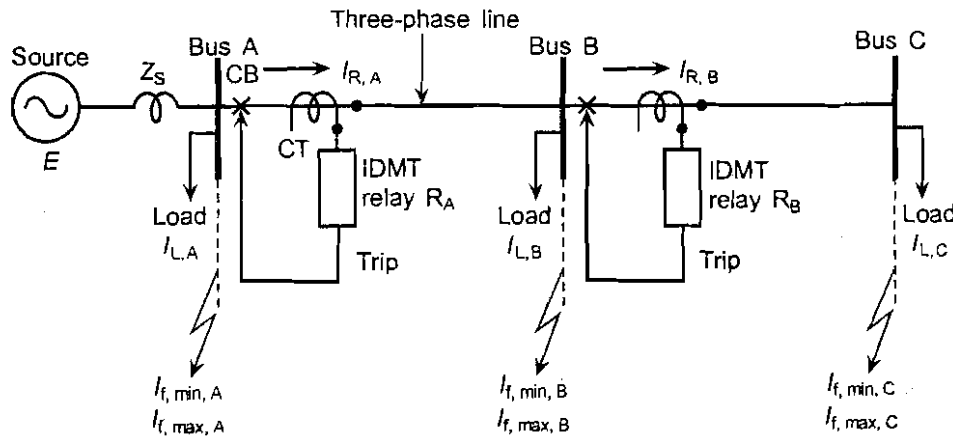 Three-phase line
Source
Z_S
Bus A
CB
I_R, A
Bus B
I_R, B
Bus C
E
CT
IDMT
relay R_A
IDMT
relay R_B
Load
I_L,A
Trip
Load
I_L,B
Trip
Load
I_L,C
I_f, min, A
I_f, max, A
I_f, min, B
I_f, max, B
I_f, min, C
I_f, max, C